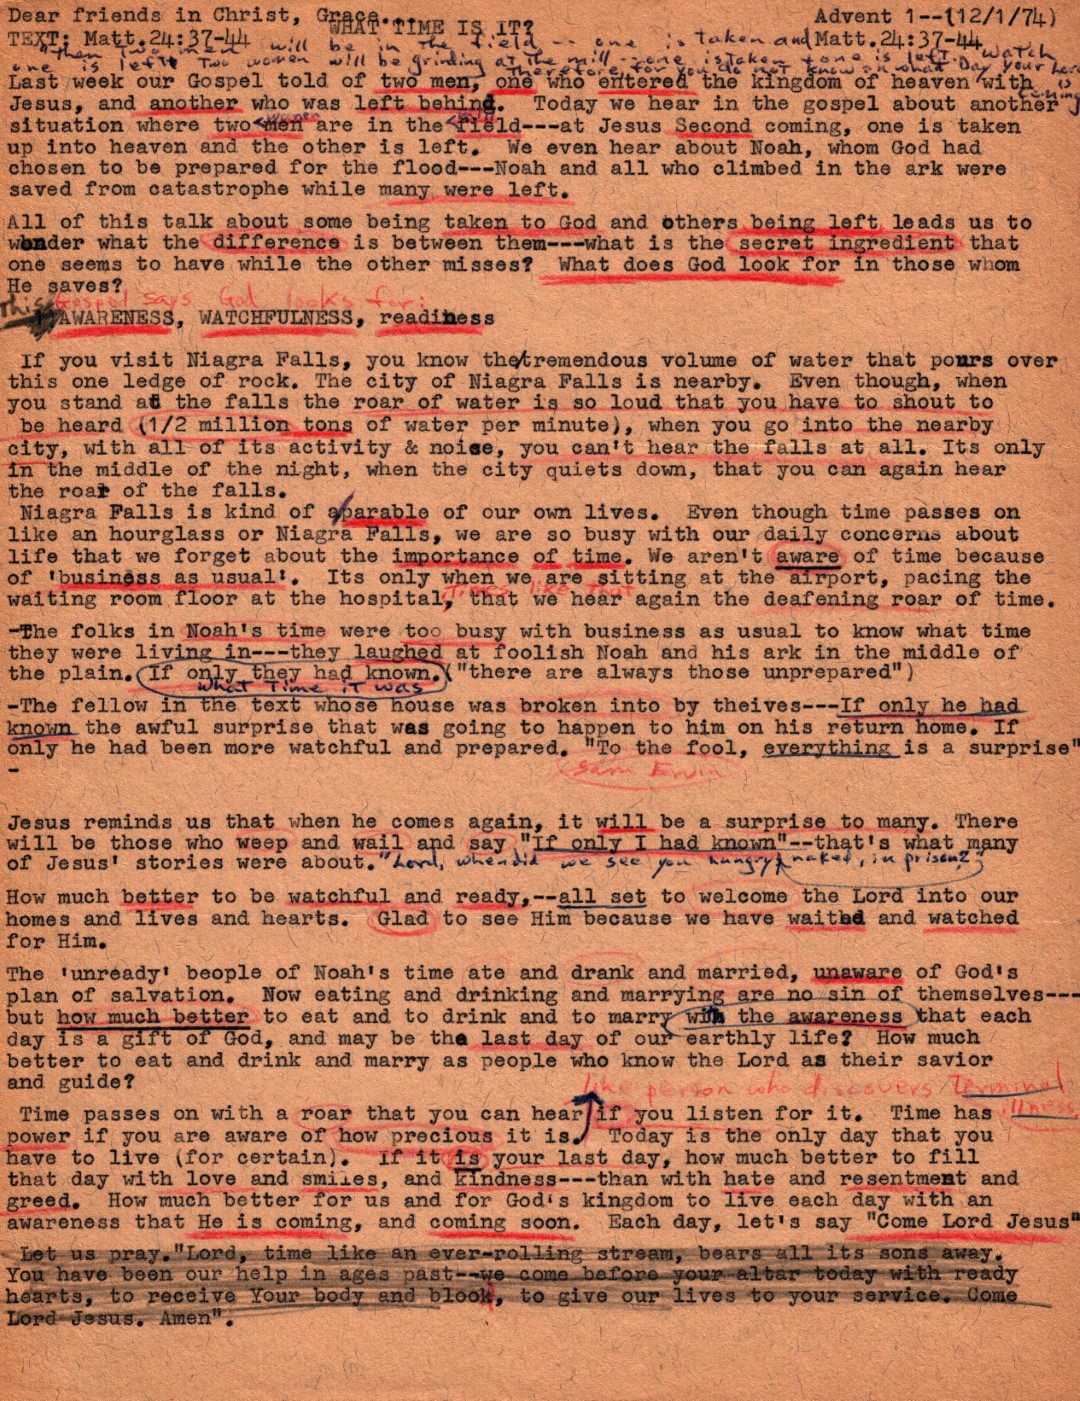 Dear friends in Christ, Grace....
WHAT TIME IS IT?
Advent 1--(12/1/74)
TEXT: Matt.24:37-44
Matt.24:37-44
"then two men will be in the field -- one is taken and
one is left. Two women will be grinding at the mill -- one is taken + one is left. Watch
therefore for you do not know on what Day your Lord is coming
Last week our Gospel told of two men, one who entered the kingdom of heaven with
Jesus, and another who was left behind. Today we hear in the gospel about another
situation where two men are in the field---at Jesus Second coming, one is taken
women
up into heaven and the other is left. We even hear about Noah, whom God had
chosen to be prepared for the flood---Noah and all who climbed in the ark were
saved from catastrophe while many were left.
All of this talk about some being taken to God and others being left leads us to
wonder what the difference is between them---what is the secret ingredient that
one seems to have while the other misses? What does God look for in those whom
He saves?
This Gospel says God looks for:
AWARENESS, WATCHFULNESS, readiness
If you visit Niagra Falls, you know the tremendous volume of water that pours over
this one ledge of rock. The city of Niagra Falls is nearby. Even though, when
you stand at the falls the roar of water is so loud that you have to shout to
be heard (1/2 million tons of water per minute), when you go into the nearby
city, with all of its activity & noise, you can't hear the falls at all. Its only
in the middle of the night, when the city quiets down, that you can again hear
the roar of the falls.
Niagra Falls is kind of a parable of our own lives. Even though time passes on
like an hourglass or Niagra Falls, we are so busy with our daily concerns about
life that we forget about the importance of time. We aren't aware of time because
of 'business as usual'. Its only when we are sitting at the airport, pacing the
times like that
waiting room floor at the hospital, that we hear again the deafening roar of time.
-The folks in Noah's time were too busy with business as usual to know what time
they were living in---they laughed at foolish Noah and his ark in the middle of
the plain. If only they had known. ("there are always those unprepared")
what Time it was
-The fellow in the text whose house was broken into by theives---If only he had
known the awful surprise that was going to happen to him on his return home. If
only he had been more watchful and prepared. "To the fool, everything is a surprise"
-
Sam Ervin
Jesus reminds us that when he comes again, it will be a surprise to many. There
will be those who weep and wail and say "If only I had known"--that's what many
of Jesus' stories were about. "Lord, when did we see you hungry, naked, in prison?"
How much better to be watchful and ready,--all set to welcome the Lord into our
homes and lives and hearts. Glad to see Him because we have waited and watched
for Him.
The 'unready' beople of Noah's time ate and drank and married, unaware of God's
plan of salvation. Now eating and drinking and marrying are no sin of themselves---
but how much better to eat and to drink and to marry with the awareness that each
day is a gift of God, and may be the last day of our earthly life? How much
better to eat and drink and marry as people who know the Lord as their savior
and guide?
like person who discovers Terminal illness.
Time passes on with a roar that you can hear if you listen for it. Time has
power if you are aware of how precious it is. Today is the only day that you
have to live (for certain). If it is your last day, how much better to fill
that day with love and smiles, and kindness---than with hate and resentment and
greed. How much better for us and for God's kingdom to live each day with an
awareness that He is coming, and coming soon. Each day, let's say "Come Lord Jesus"
Let us pray."Lord, time like an ever-rolling stream, bears all its sons away.
You have been our help in ages past--we come before your altar today with ready
hearts, to receive Your body and blook, to give our lives to your service. Come
Lord Jesus. Amen".